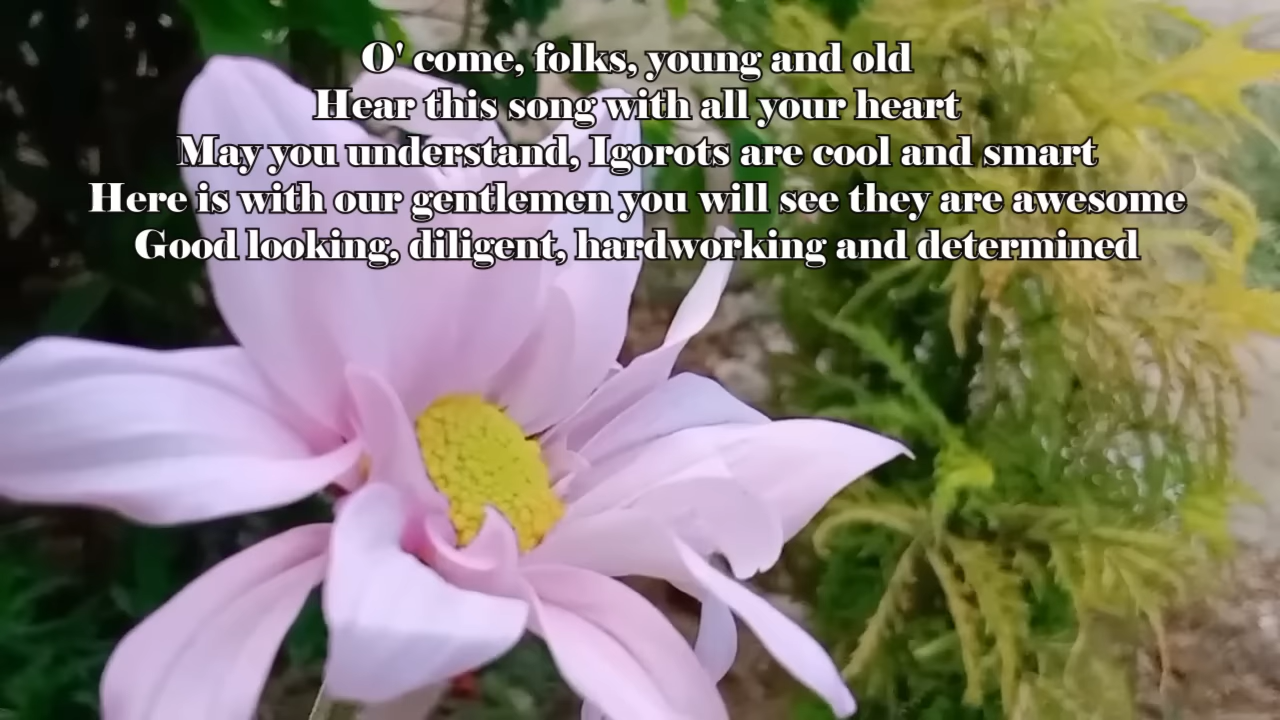 O' come, folks, young and old
Hear this song with all your heart
May you understand, Igorots are cool and smart
Here is with our gentlemen you will see they are awesome
Good looking, diligent, hardworking and determined